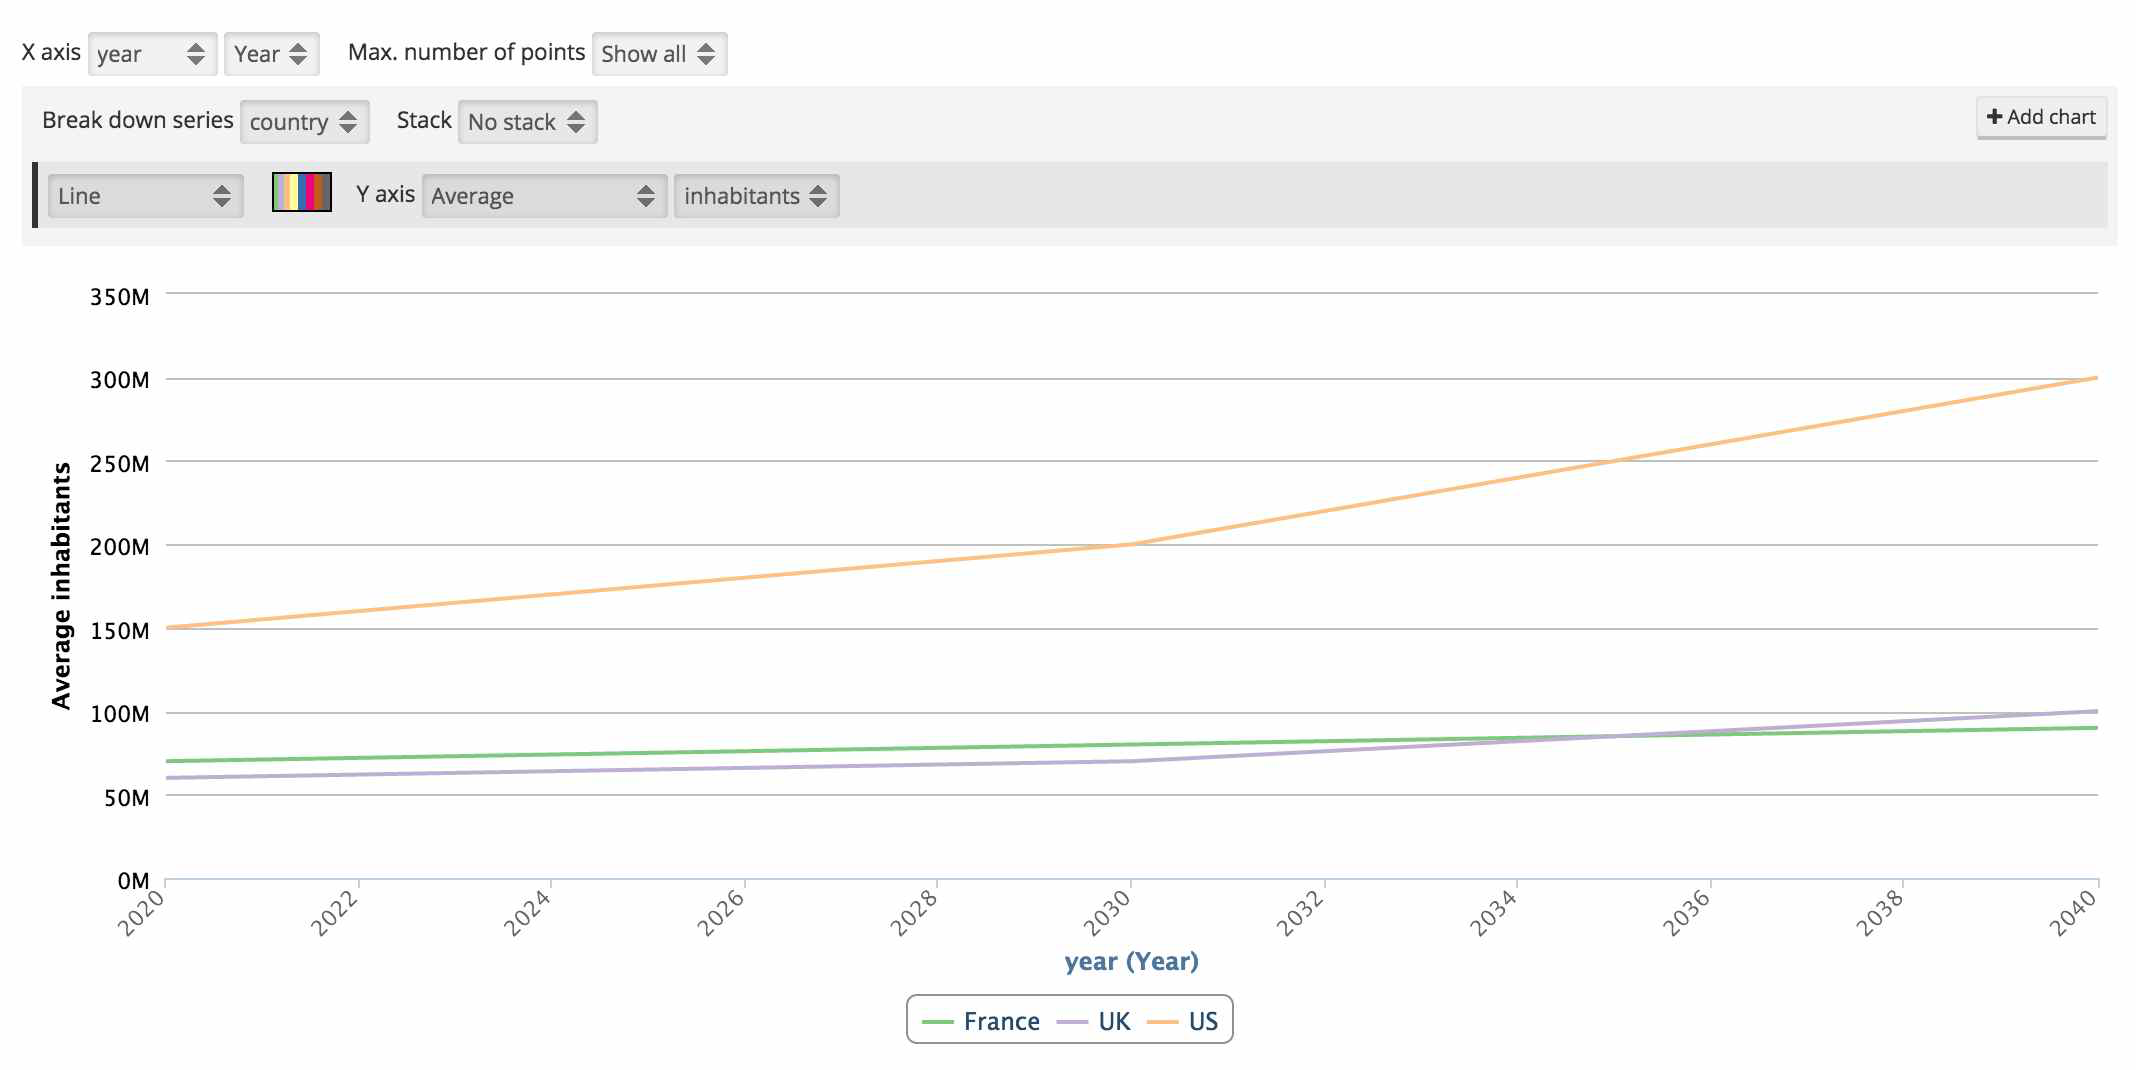 X axis year Year Max. number of points Show all
Break down series country Stack No stack + Add chart
Line Y axis Average inhabitants
350M
300M
250M
200M
150M
100M
50M
0M
Average inhabitants
2020 2022 2024 2026 2028 2030 2032 2034 2036 2038 2040
year (Year)
France UK US